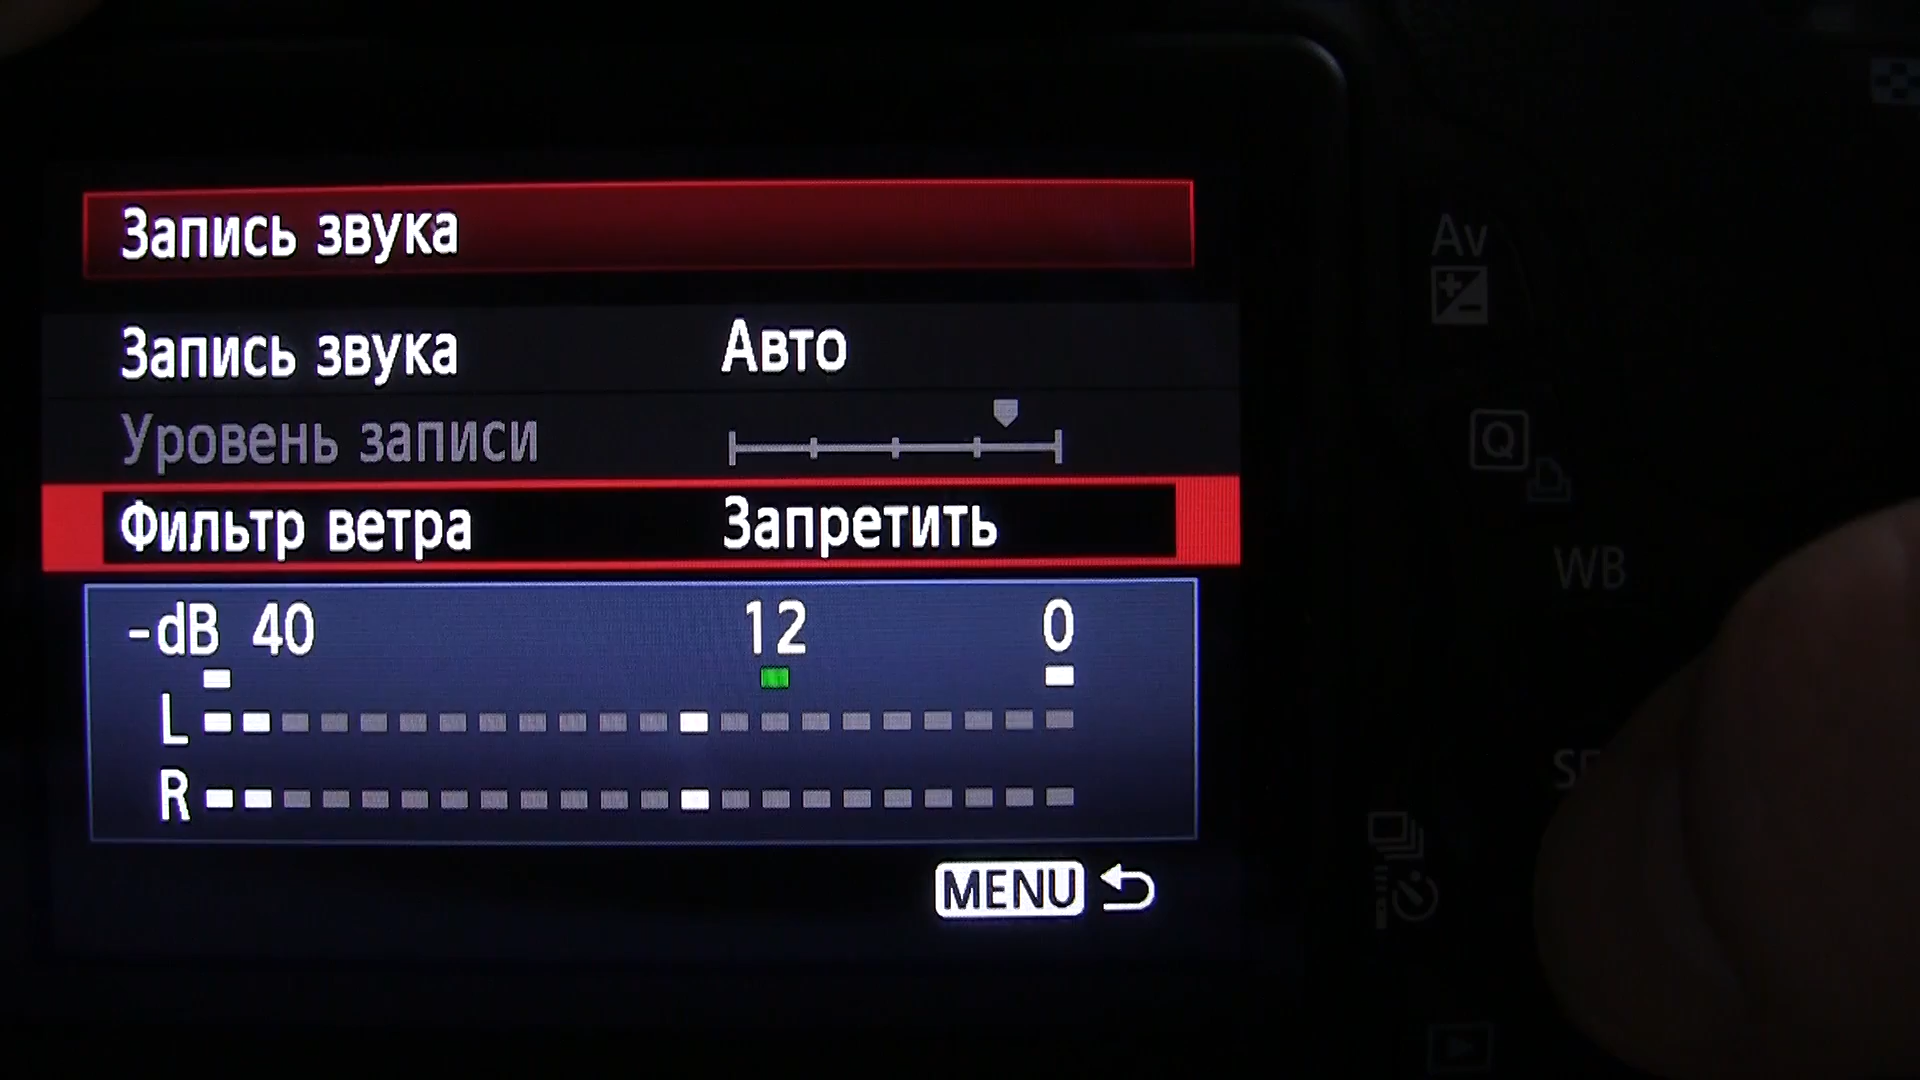 Запись звука
Запись звука Авто
Уровень записи
Фильтр ветра Запретить
-dB 40 12 0
L
R
MENU
Av
Q
WB